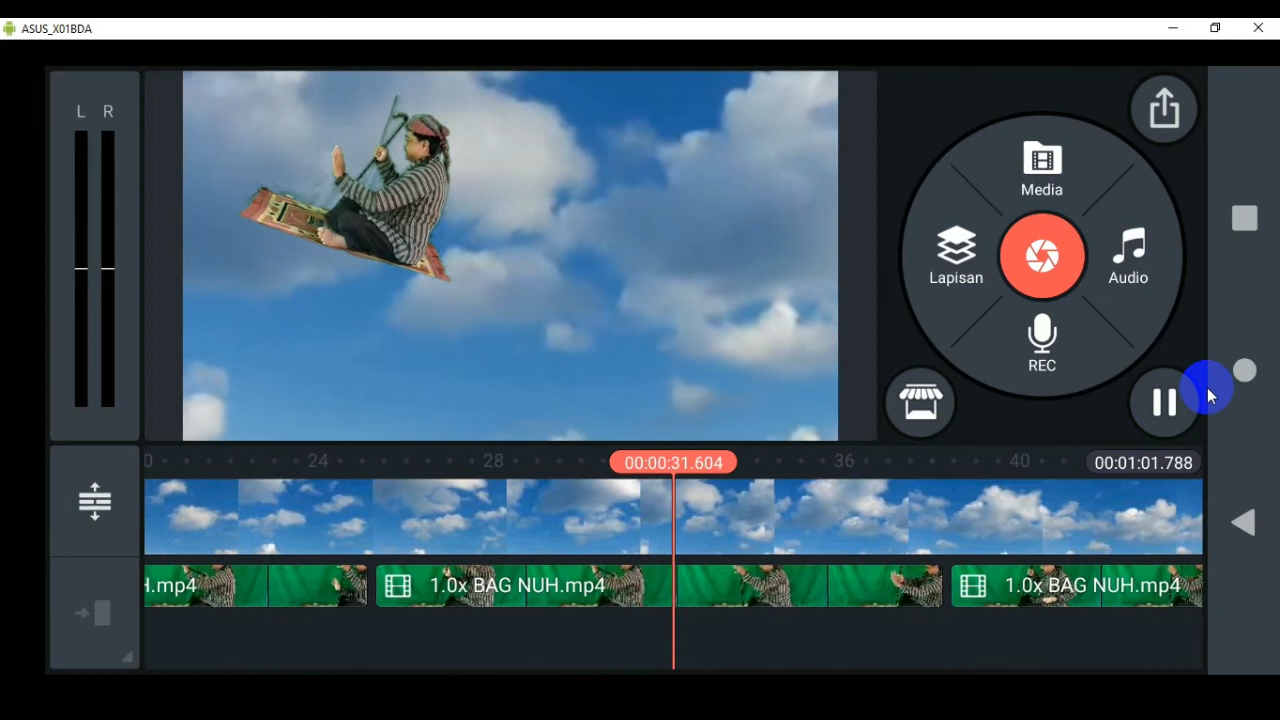 ASUS_X01BDA
L R
Media
Lapisan
Audio
REC
0 24 28 00:00:31.604 36 40 00:01:01.788
H.mp4 1.0x BAG NUH.mp4 1.0x BAG NUH.mp4